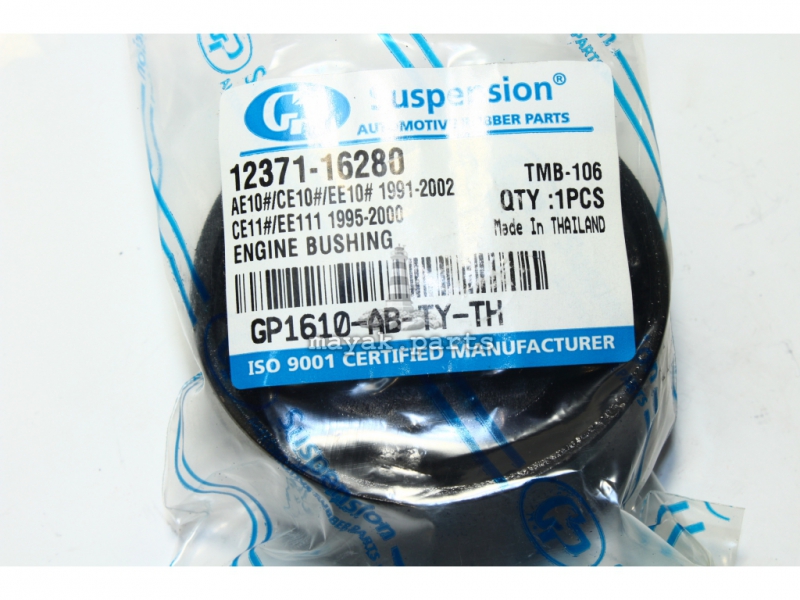 Suspension®
AUTOMOTIVE RUBBER PARTS
12371-16280
TMB-106
AE10#/CE10#/EE10# 1991-2002
QTY :1PCS
CE11#/EE111 1995-2000
Made In THAILAND
ENGINE BUSHING
GP1610-AB-TY-TH
mayak parts
ISO 9001 CERTIFIED MANUFACTURER
Suspension